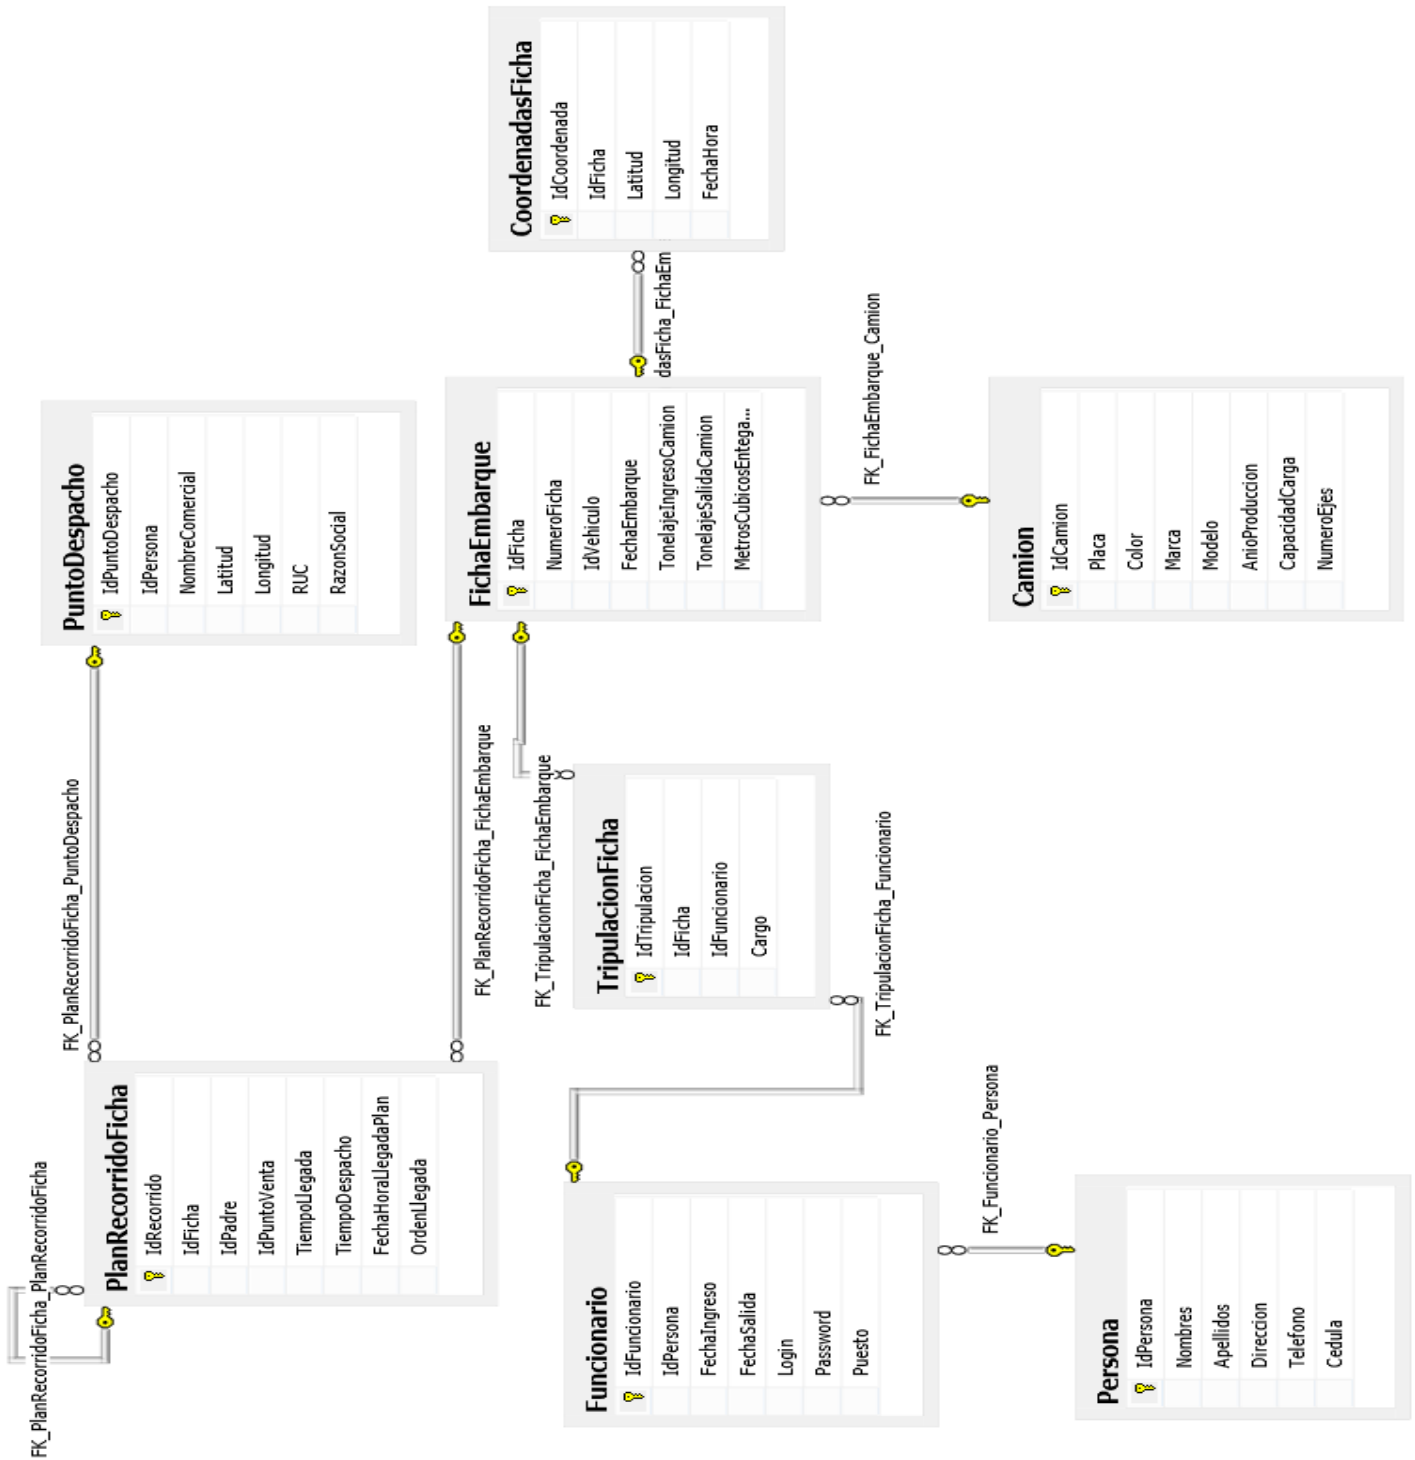 FK_PlanRecorridoFicha_PlanRecorridoFicha
PlanRecorridoFicha
IdRecorrido
IdFicha
IdPadre
IdPuntoVenta
TiempoLlegada
TiempoDespacho
FechaHoraLlegadaPlan
OrdenLlegada
FK_PlanRecorridoFicha_PuntoDespacho
PuntoDespacho
IdPuntoDespacho
IdPersona
NombreComercial
Latitud
Longitud
RUC
RazonSocial
FK_PlanRecorridoFicha_FichaEmbarque
FK_TripulacionFicha_FichaEmbarque
FichaEmbarque
IdFicha
NumeroFicha
IdVehiculo
FechaEmbarque
TonelajeIngresoCamion
TonelajeSalidaCamion
MetrosCubicosEntega...
dasFicha_FichaEm
CoordenadasFicha
IdCoordenada
IdFicha
Latitud
Longitud
FechaHora
TripulacionFicha
IdTripulacion
IdFicha
IdFuncionario
Cargo
FK_TripulacionFicha_Funcionario
FK_FichaEmbarque_Camion
Funcionario
IdFuncionario
IdPersona
FechaIngreso
FechaSalida
Login
Password
Puesto
FK_Funcionario_Persona
Persona
IdPersona
Nombres
Apellidos
Direccion
Telefono
Cedula
Camion
IdCamion
Placa
Color
Marca
Modelo
AnioProduccion
CapacidadCarga
NumeroEjes